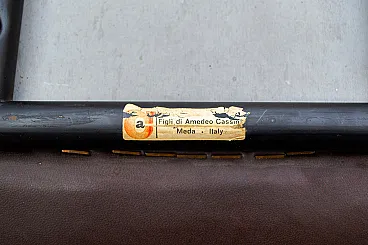 a
Figli di Amedeo Cassina
Meda - Italy